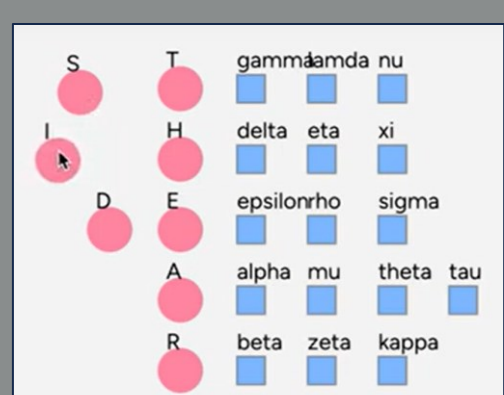 S T gamma lamda nu
I H delta eta xi
D E epsilon rho sigma
A alpha mu theta tau
R beta zeta kappa